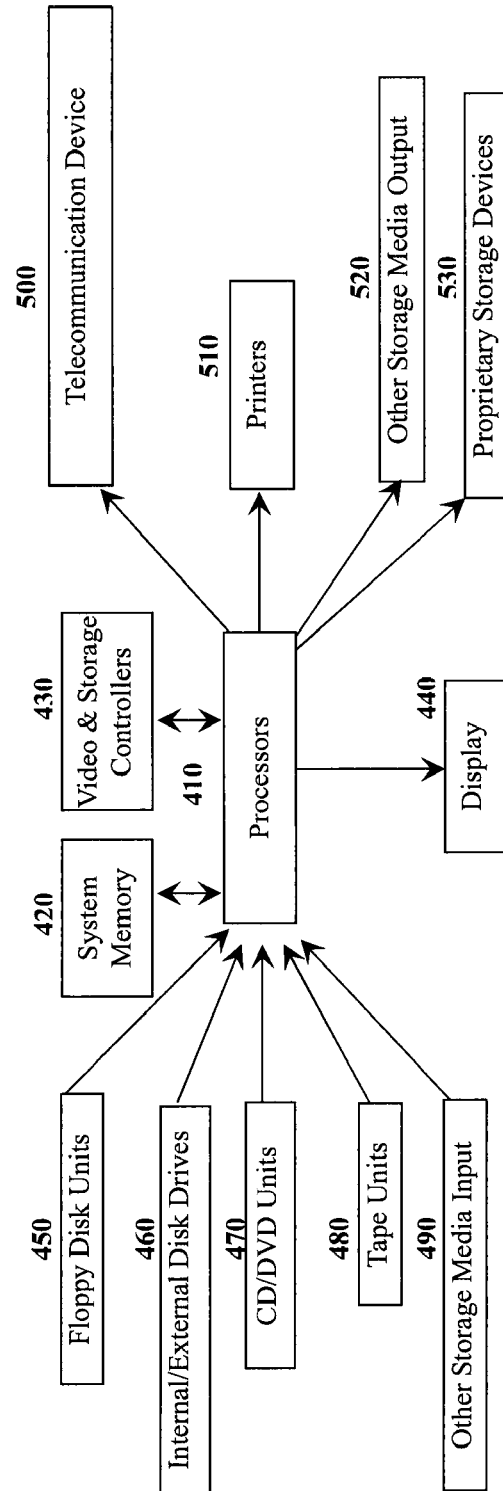 450
Floppy Disk Units
460
Internal/External Disk Drives
470
CD/DVD Units
480
Tape Units
490
Other Storage Media Input
420
System
Memory
430
Video & Storage
Controllers
410
Processors
440
Display
500
Telecommunication Device
510
Printers
520
Other Storage Media Output
530
Proprietary Storage Devices